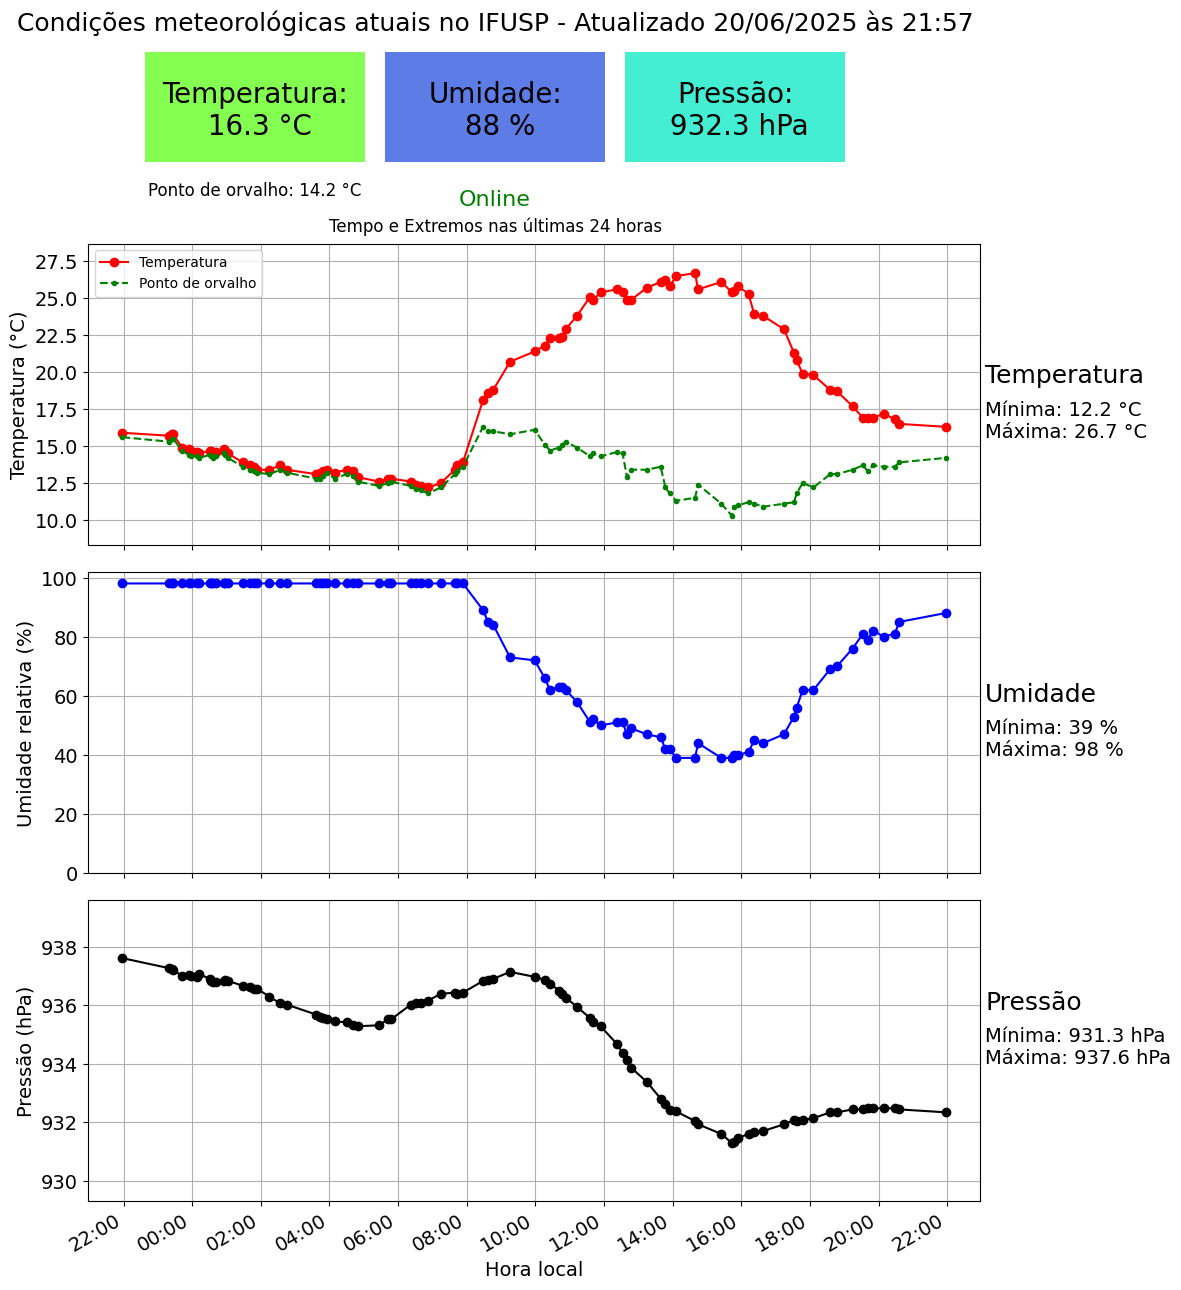 Condições meteorológicas atuais no IFUSP - Atualizado 20/06/2025 às 21:57
Temperatura:
16.3 °C
Umidade:
88 %
Pressão:
932.3 hPa
Ponto de orvalho: 14.2 °C
Online
Tempo e Extremos nas últimas 24 horas
Temperatura
Ponto de orvalho
Temperatura (°C)
27.5
25.0
22.5
20.0
17.5
15.0
12.5
10.0
Temperatura
Mínima: 12.2 °C
Máxima: 26.7 °C
Umidade relativa (%)
100
80
60
40
20
0
Umidade
Mínima: 39 %
Máxima: 98 %
Pressão (hPa)
938
936
934
932
930
Pressão
Mínima: 931.3 hPa
Máxima: 937.6 hPa
22:00 00:00 02:00 04:00 06:00 08:00 10:00 12:00 14:00 16:00 18:00 20:00 22:00
Hora local